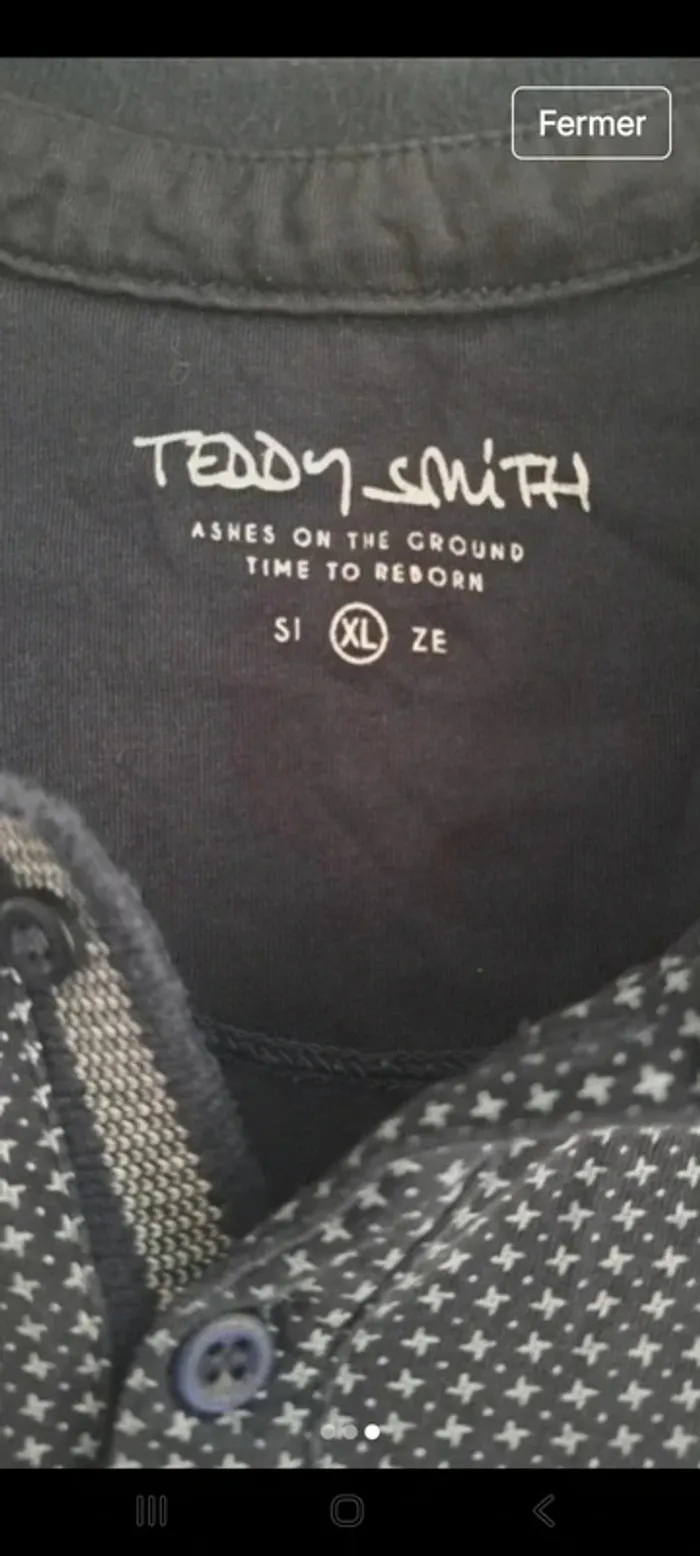 Fermer
TEDDY SMiTH
ASHES ON THE GROUND
TIME TO REBORN
SI XL ZE